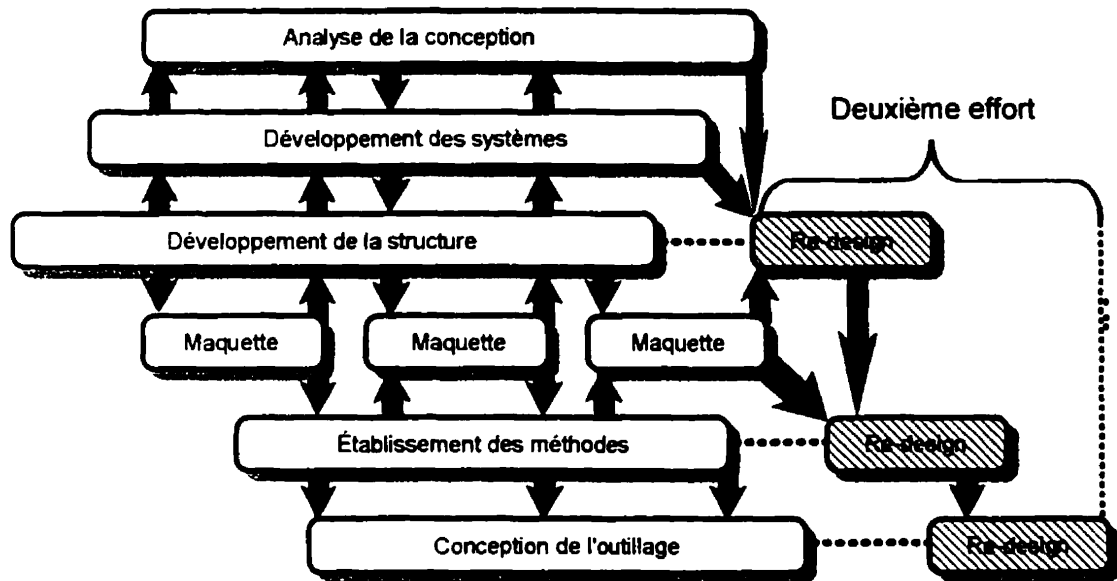 Analyse de la conception
Développement des systèmes
Deuxième effort
Développement de la structure
Re-design
Maquette
Maquette
Maquette
Établissement des méthodes
Re-design
Conception de l'outillage
Re-design